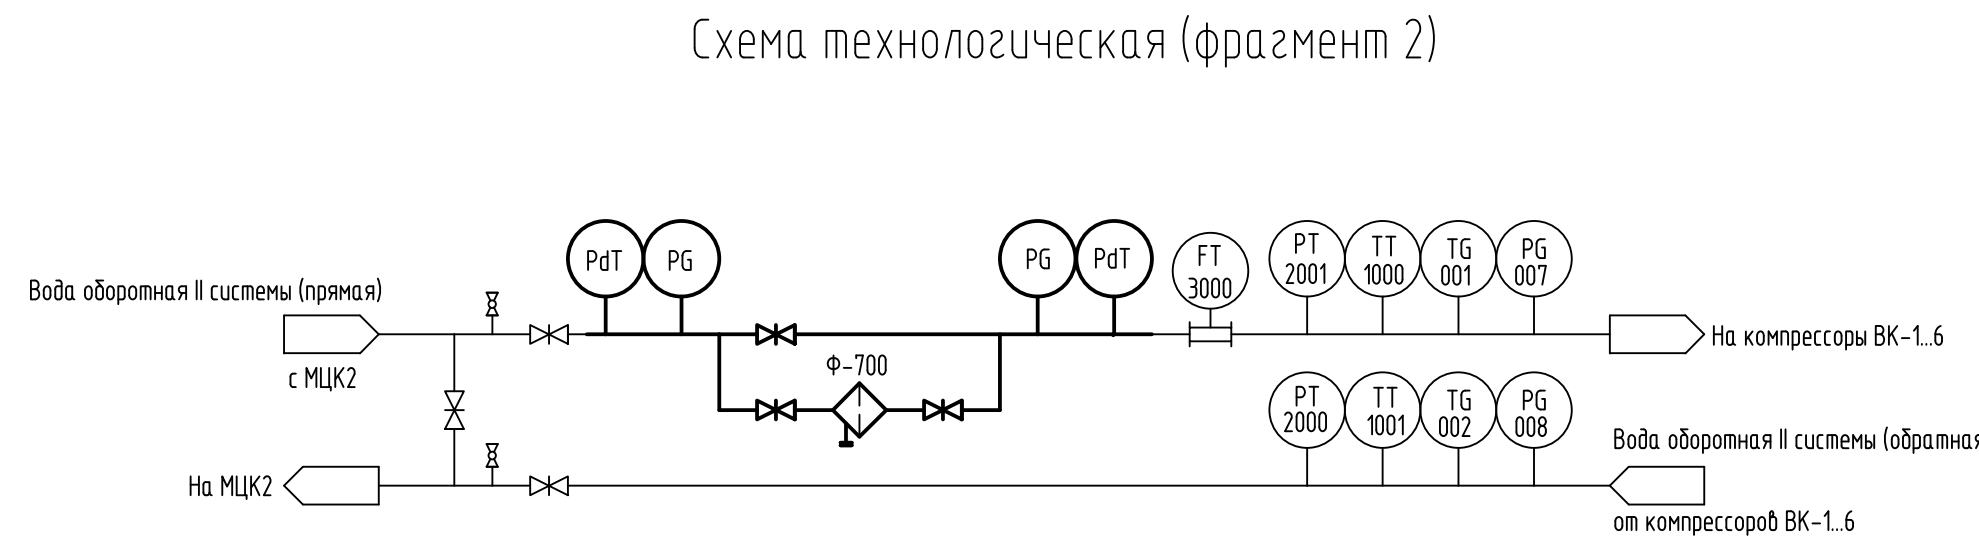 Схема технологическая (фрагмент 2)
PdT
PG
PG
PdT
FT
3000
PT
2001
TT
1000
TG
001
PG
007
Вода оборотная II системы (прямая)
с МЦК2
На компрессоры ВК-1...6
Ф-700
PT
2000
TT
1001
TG
002
PG
008
Вода оборотная II системы (обратная
На МЦК2
от компрессоров ВК-1...6